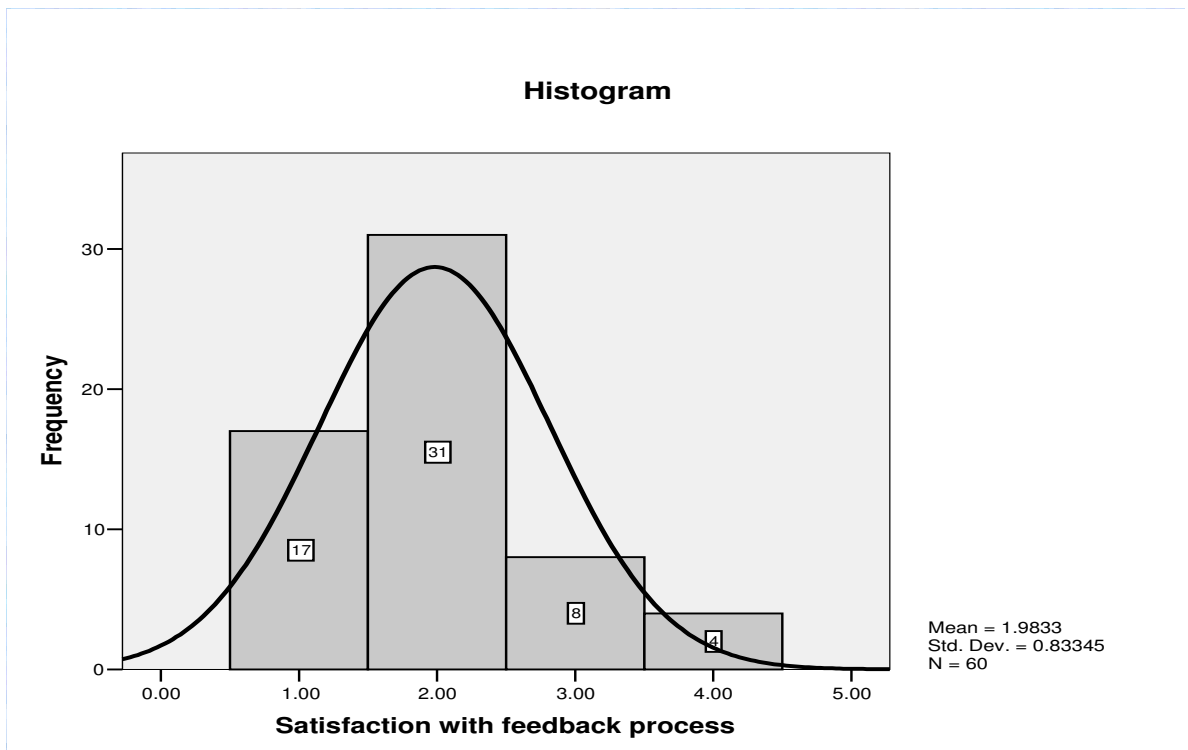 Histogram
Frequency
30
20
10
0
17
31
8
4
0.00 1.00 2.00 3.00 4.00 5.00
Satisfaction with feedback process
Mean = 1.9833
Std. Dev. = 0.83345
N = 60